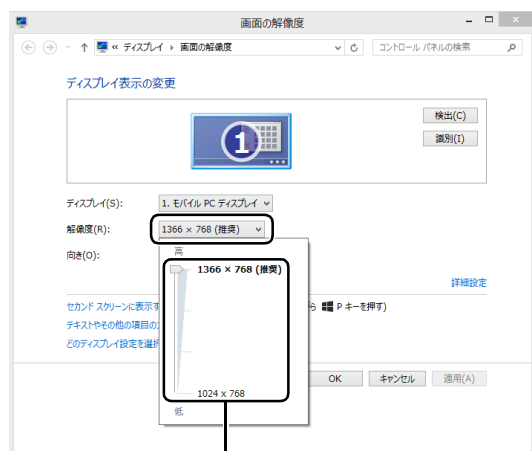 画面の解像度
« ディスプレイ › 画面の解像度
コントロール パネルの検索
ディスプレイ表示の変更
1
検出(C)
識別(I)
ディスプレイ(S): 1. モバイル PC ディスプレイ
解像度(R): 1366 × 768 (推奨)
向き(O):
高
1366 × 768 (推奨)
詳細設定
セカンド スクリーンに表示す
P キーを押す)
テキストやその他の項目の
どのディスプレイ設定を選択
1024 x 768
低
OK キャンセル 適用(A)